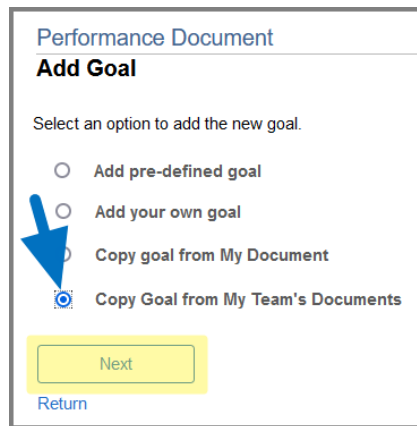 Performance Document
Add Goal
Select an option to add the new goal.
Add pre-defined goal
Add your own goal
Copy goal from My Document
Copy Goal from My Team's Documents
Next
Return